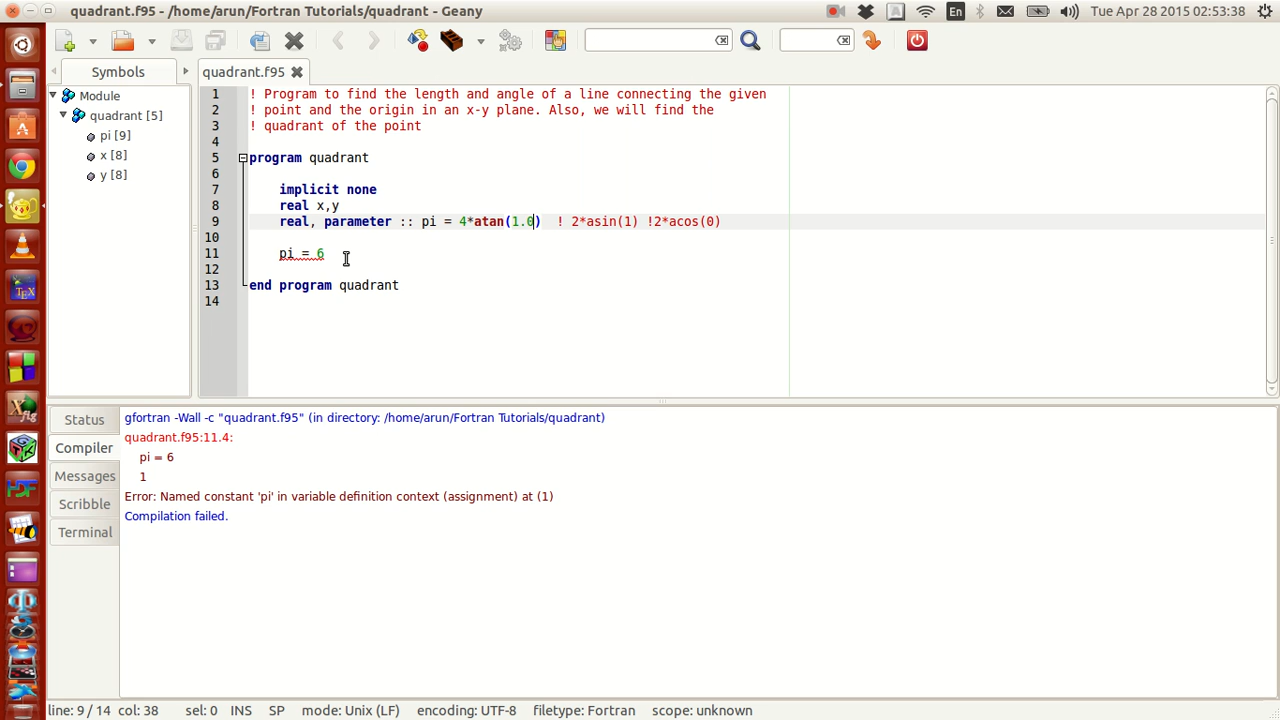 quadrant.f95 - /home/arun/Fortran Tutorials/quadrant - Geany
En
Tue Apr 28 2015 02:53:38
Symbols
quadrant.f95
Module
quadrant [5]
pi [9]
x [8]
y [8]
1 ! Program to find the length and angle of a line connecting the given
2 ! point and the origin in an x-y plane. Also, we will find the
3 ! quadrant of the point
4
5 program quadrant
6
7 implicit none
8 real x,y
9 real, parameter :: pi = 4*atan(1.0) ! 2*asin(1) !2*acos(0)
10
11 pi = 6
12
13 end program quadrant
14
Status
Compiler
Messages
Scribble
Terminal
gfortran -Wall -c "quadrant.f95" (in directory: /home/arun/Fortran Tutorials/quadrant)
quadrant.f95:11.4:
pi = 6
1
Error: Named constant 'pi' in variable definition context (assignment) at (1)
Compilation failed.
line: 9 / 14 col: 38 sel: 0 INS SP mode: Unix (LF) encoding: UTF-8 filetype: Fortran scope: unknown